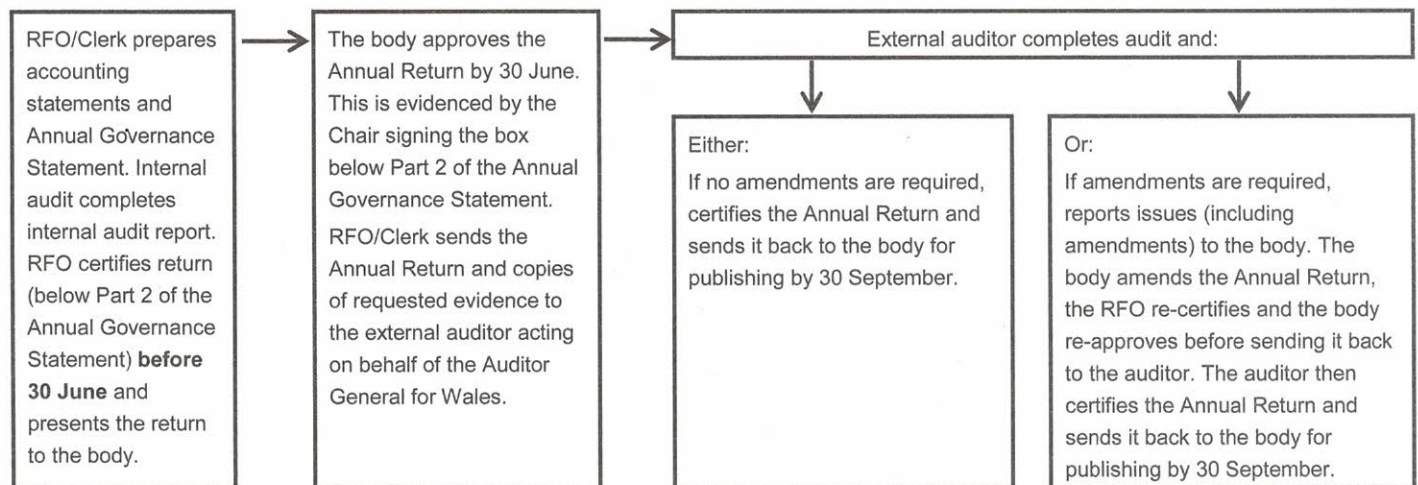 RFO/Clerk prepares
accounting
statements and
Annual Governance
Statement. Internal
audit completes
internal audit report.
RFO certifies return
(below Part 2 of the
Annual Governance
Statement) before
30 June and
presents the return
to the body.
The body approves the
Annual Return by 30 June.
This is evidenced by the
Chair signing the box
below Part 2 of the Annual
Governance Statement.
RFO/Clerk sends the
Annual Return and copies
of requested evidence to
the external auditor acting
on behalf of the Auditor
General for Wales.
External auditor completes audit and:
Either:
If no amendments are required,
certifies the Annual Return and
sends it back to the body for
publishing by 30 September.
Or:
If amendments are required,
reports issues (including
amendments) to the body. The
body amends the Annual Return,
the RFO re-certifies and the body
re-approves before sending it back
to the auditor. The auditor then
certifies the Annual Return and
sends it back to the body for
publishing by 30 September.